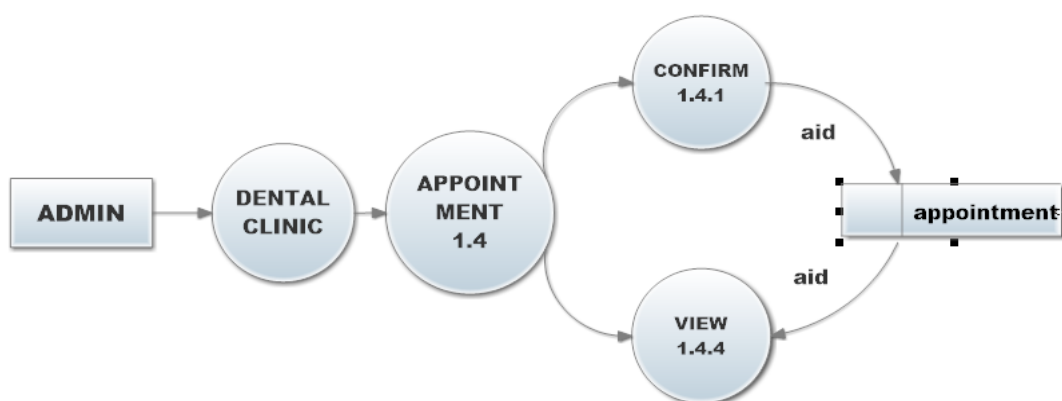 ADMIN
DENTAL
CLINIC
APPOINT
MENT
1.4
CONFIRM
1.4.1
aid
appointment
aid
VIEW
1.4.4